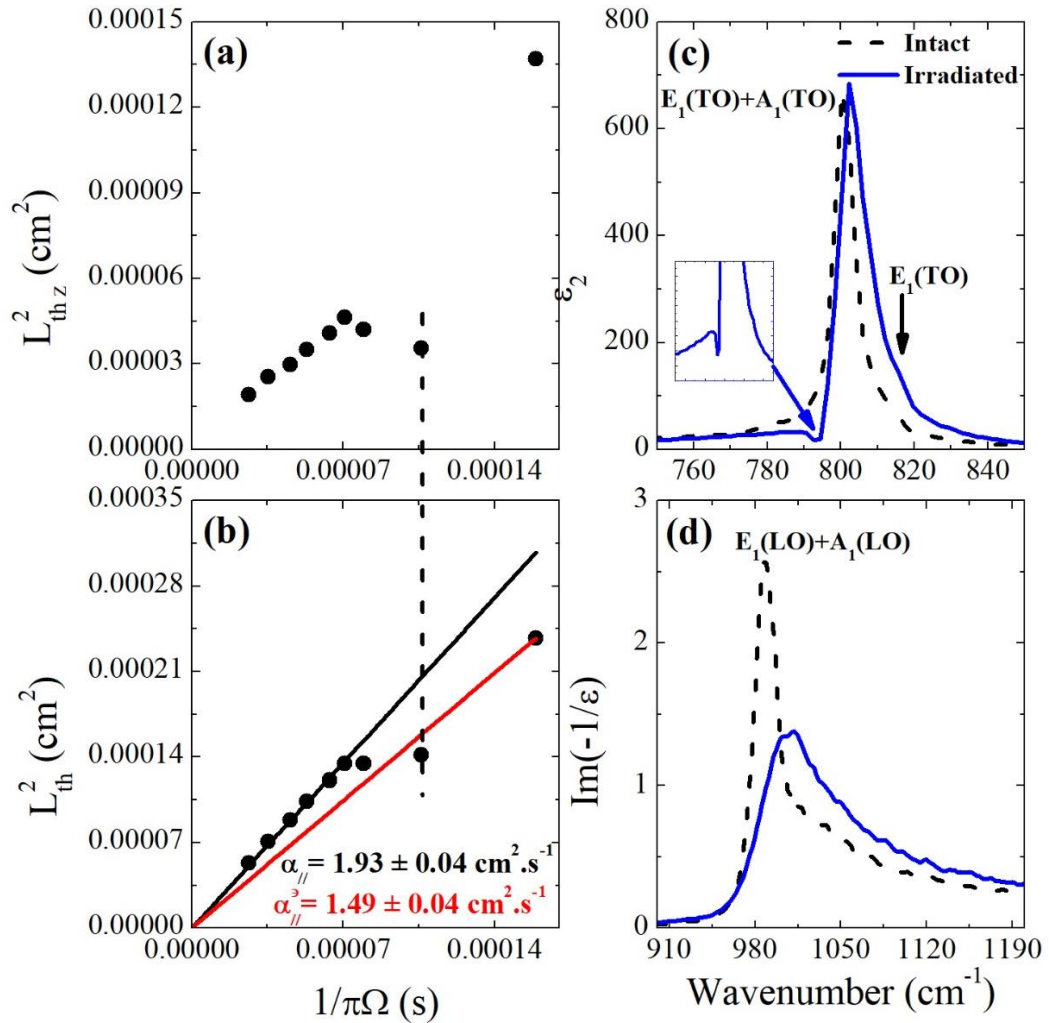 (a)
0.00015
0.00012
0.00009
0.00006
0.00003
0.00000
L²th z (cm²)
0.00000 0.00007 0.00014
(b)
0.00035
0.00028
0.00021
0.00014
0.00007
0.00000
L²th (cm²)
α// = 1.93 ± 0.04 cm².s⁻¹
α//ᶟ= 1.49 ± 0.04 cm².s⁻¹
0.00000 0.00007 0.00014
1/πΩ (s)
(c)
Intact
Irradiated
E₁(TO)+A₁(TO)
E₁(TO)
800
600
400
200
0
ε₂
760 780 800 820 840
(d)
E₁(LO)+A₁(LO)
3
2
1
0
Im(-1/ε)
910 980 1050 1120 1190
Wavenumber (cm⁻¹)